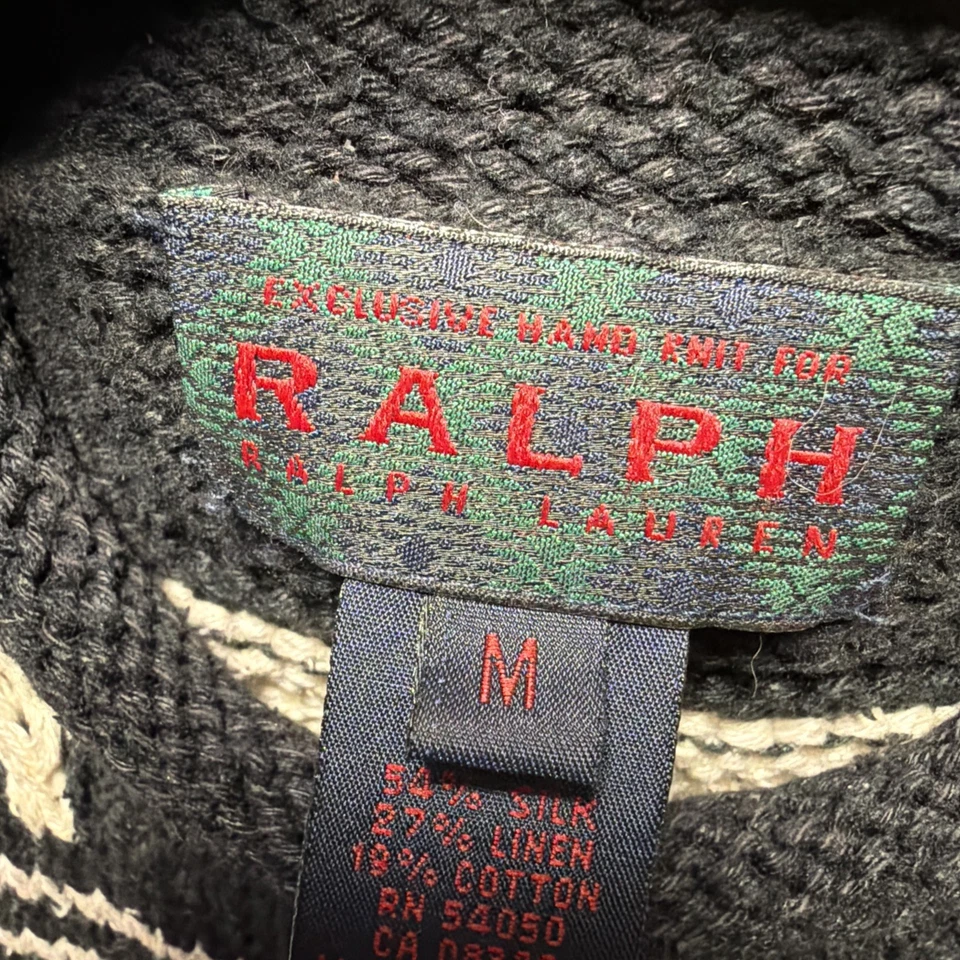 EXCLUSIVE HAND KNIT FOR
RALPH
RALPH LAUREN
M
54% SILK
27% LINEN
19% COTTON
RN 54050
CA